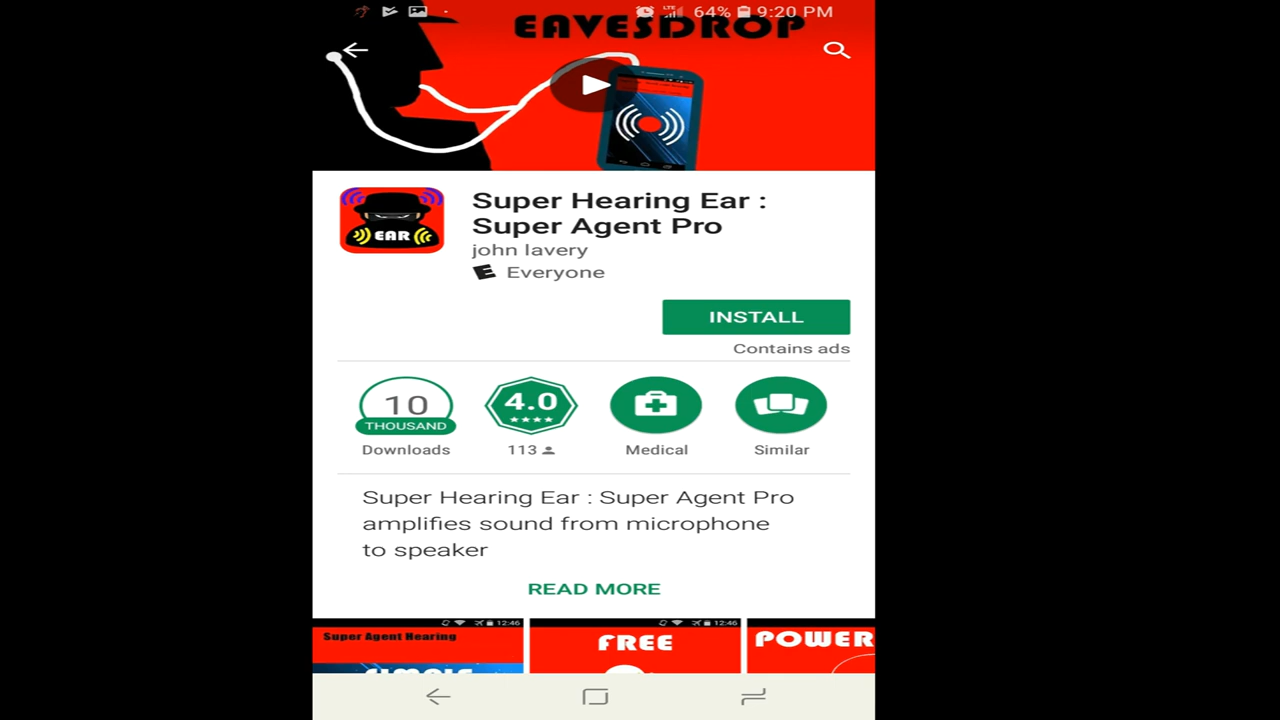 LTE 64% 9:20 PM
EAVESDROP
EAR
Super Hearing Ear :
Super Agent Pro
john lavery
E Everyone
INSTALL
Contains ads
10
THOUSAND
Downloads
4.0
113
Medical
Similar
Super Hearing Ear : Super Agent Pro
amplifies sound from microphone
to speaker
READ MORE
12:46
Super Agent Hearing
SIMPLE
12:46
FREE
POWER